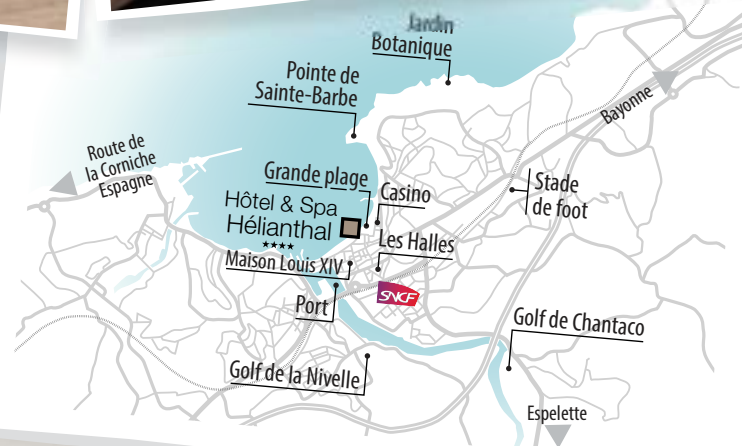 Jardin
Botanique
Pointe de
Sainte-Barbe
Bayonne
Route de
la Corniche
Espagne
Grande plage
Casino
Stade
de foot
Hôtel & Spa
Hélianthal
★★★★
Les Halles
Maison Louis XIV
SNCF
Port
Golf de Chantaco
Golf de la Nivelle
Espelette